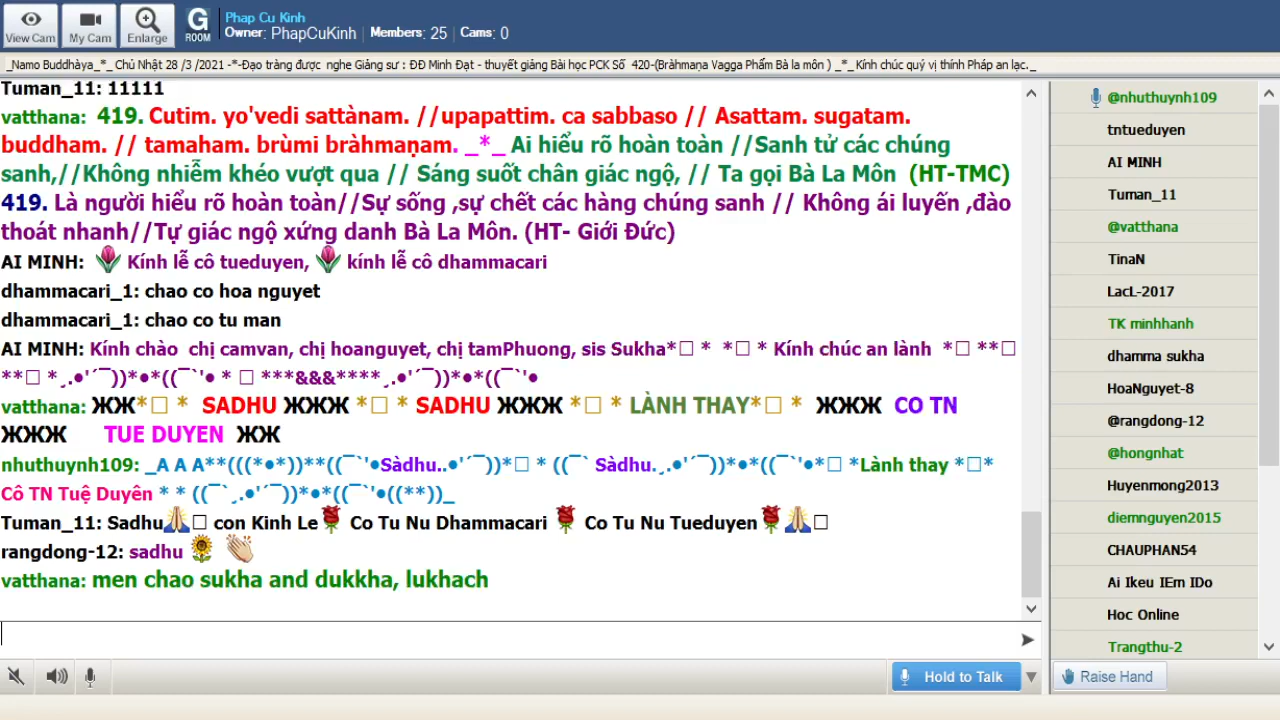 View Cam
My Cam
Enlarge
G
ROOM
Phap Cu Kinh
Owner: PhapCuKinh | Members: 25 | Cams: 0
_Namo Buddhàya_*_ Chủ Nhật 28 /3 /2021 -*-Đạo tràng được nghe Giảng sư : ĐĐ Minh Đạt - thuyết giảng Bài học PCK Số 420-(Bràhmaṇa Vagga Phẩm Bà la môn ) _*_ Kính chúc quý vị thính Pháp an lạc._
Tuman_11: 11111
vatthana: 419. Cutim. yo'vedi sattànam. //upapattim. ca sabbaso // Asattam. sugatam.
buddham. // tamaham. brùmi bràhmaṇam. _*_ Ai hiểu rõ hoàn toàn //Sanh tử các chúng
sanh,//Không nhiễm khéo vượt qua // Sáng suốt chân giác ngộ, // Ta gọi Bà La Môn (HT-TMC)
419. Là người hiểu rõ hoàn toàn//Sự sống ,sự chết các hàng chúng sanh // Không ái luyến ,đào
thoát nhanh//Tự giác ngộ xứng danh Bà La Môn. (HT- Giới Đức)
AI MINH: 🌷 Kính lễ cô tueduyen, 🌷 kính lễ cô dhammacari
dhammacari_1: chao co hoa nguyet
dhammacari_1: chao co tu man
AI MINH: Kính chào chị camvan, chị hoanguyet, chị tamPhuong, sis Sukha*□ * *□ * Kính chúc an lành *□ **□
**□ *¸.•'´¯))*•*((¯`'• * □ ***&&&****¸.•'´¯))*•*((¯`'•
vatthana: ЖЖ*□ * SADHU ЖЖЖ *□ * SADHU ЖЖЖ *□ * LÀNH THAY*□ * ЖЖЖ CO TN
ЖЖЖ TUE DUYEN ЖЖ
nhuthuynh109: _A A A**(((*•*))**((¯`'•Sàdhu..•'´¯))*□ * ((¯` Sàdhu.¸.•'´¯))*•*((¯`'•*□ *Lành thay *□*
Cô TN Tuệ Duyên * * ((¯`¸.•'´¯))*•*((¯`'•((**))_
Tuman_11: Sadhu🙏□ con Kinh Le🌹 Co Tu Nu Dhammacari 🌹 Co Tu Nu Tueduyen🌹🙏□
rangdong-12: sadhu 🌻 👏
vatthana: men chao sukha and dukkha, lukhach
@nhuthuynh109
tntueduyen
AI MINH
Tuman_11
@vatthana
TinaN
LacL-2017
TK minhhanh
dhamma sukha
HoaNguyet-8
@rangdong-12
@hongnhat
Huyenmong2013
diemnguyen2015
CHAUPHAN54
Ai Ikeu IEm IDo
Hoc Online
Trangthu-2
Hold to Talk
Raise Hand